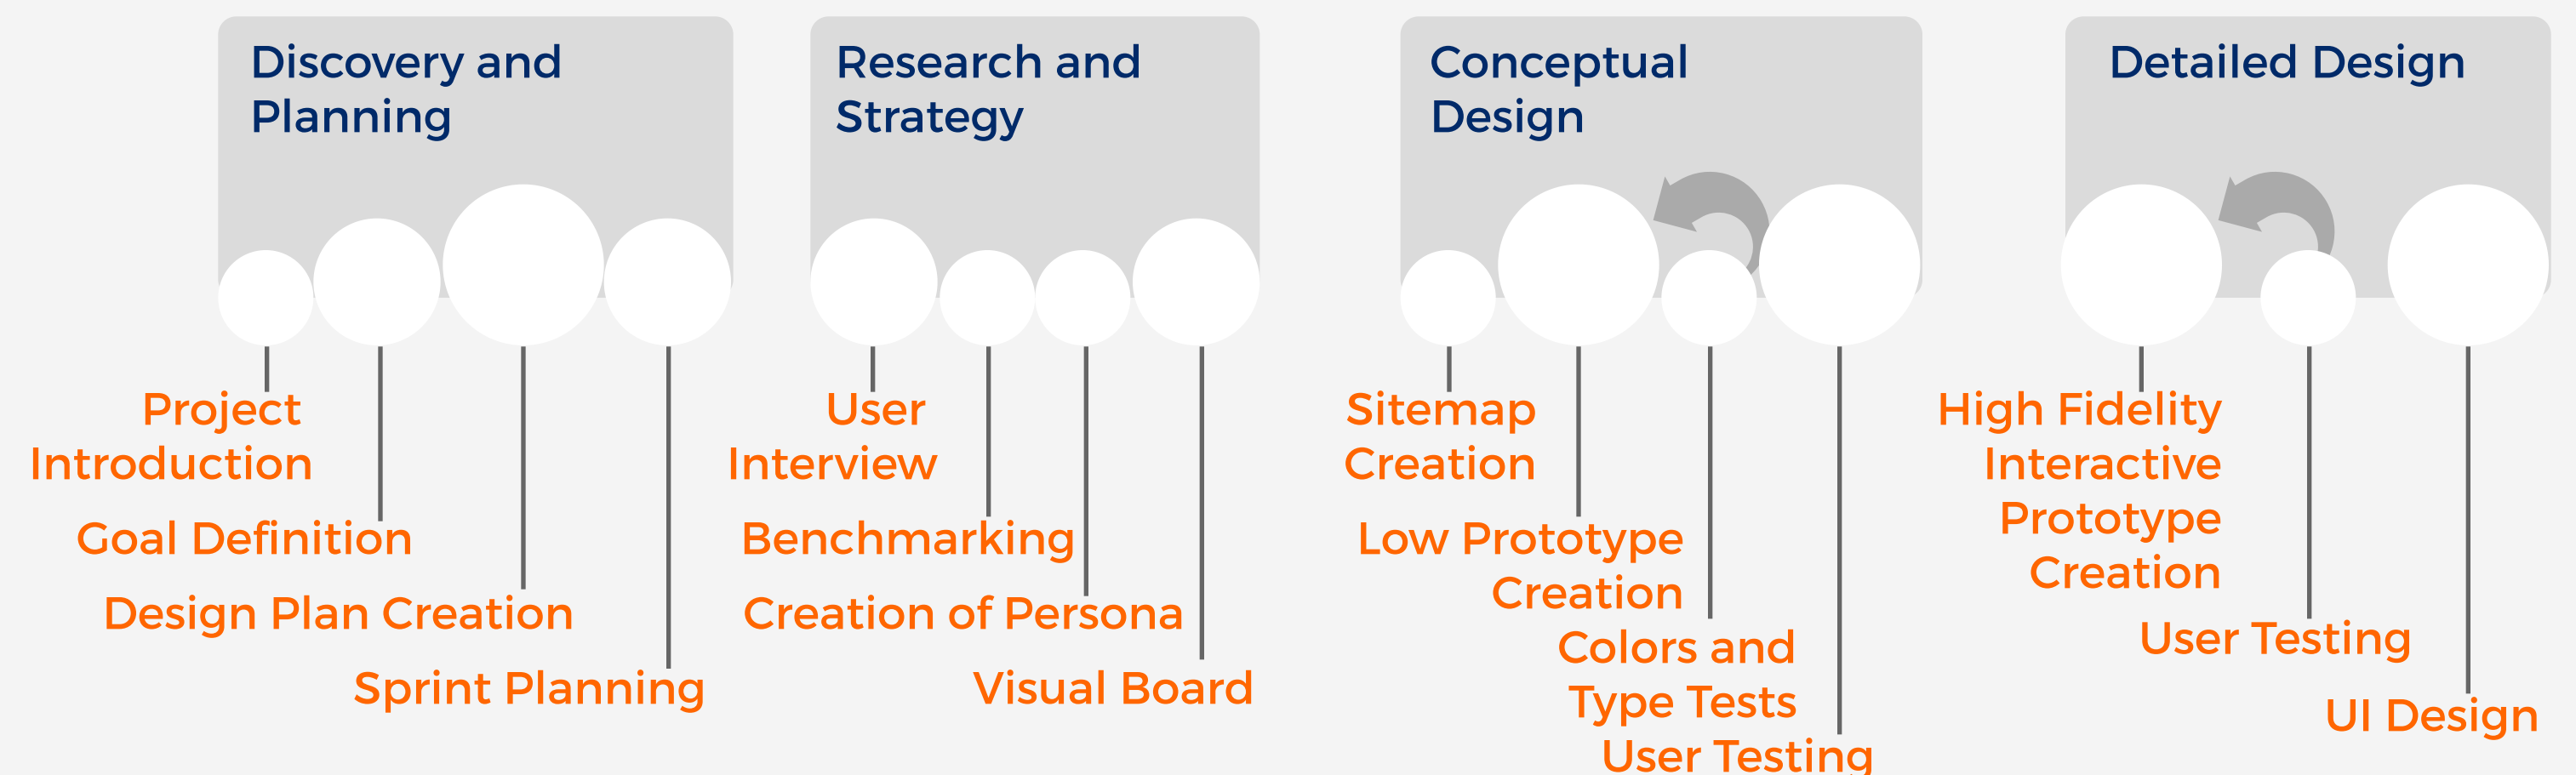 Discovery and
Planning
Project
Introduction
Goal Definition
Design Plan Creation
Sprint Planning
Research and
Strategy
User
Interview
Benchmarking
Creation of Persona
Visual Board
Conceptual
Design
Sitemap
Creation
Low Prototype
Creation
Colors and
Type Tests
User Testing
Detailed Design
High Fidelity
Interactive
Prototype
Creation
User Testing
UI Design